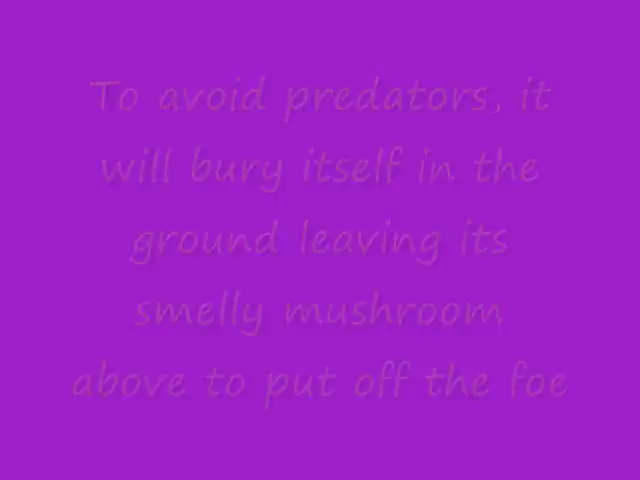 To avoid predators, it
will bury itself in the
ground leaving its
smelly mushroom
above to put off the foe